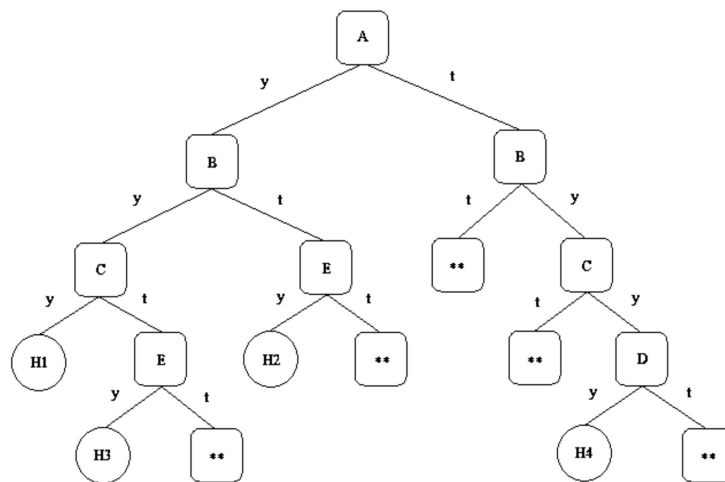 A
y t
B B
y t t y
C E ** C
y t y t t y
H1 E H2 ** ** D
y t y t
H3 ** H4 **